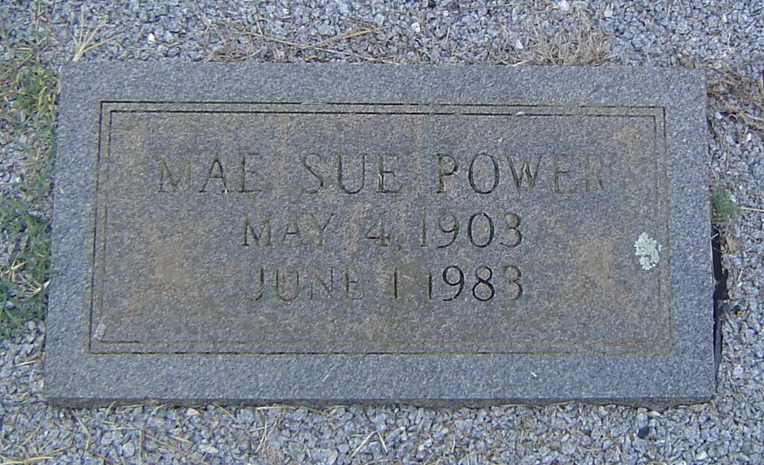 MAE SUE POWER
MAY 4, 1903
JUNE 1 1983